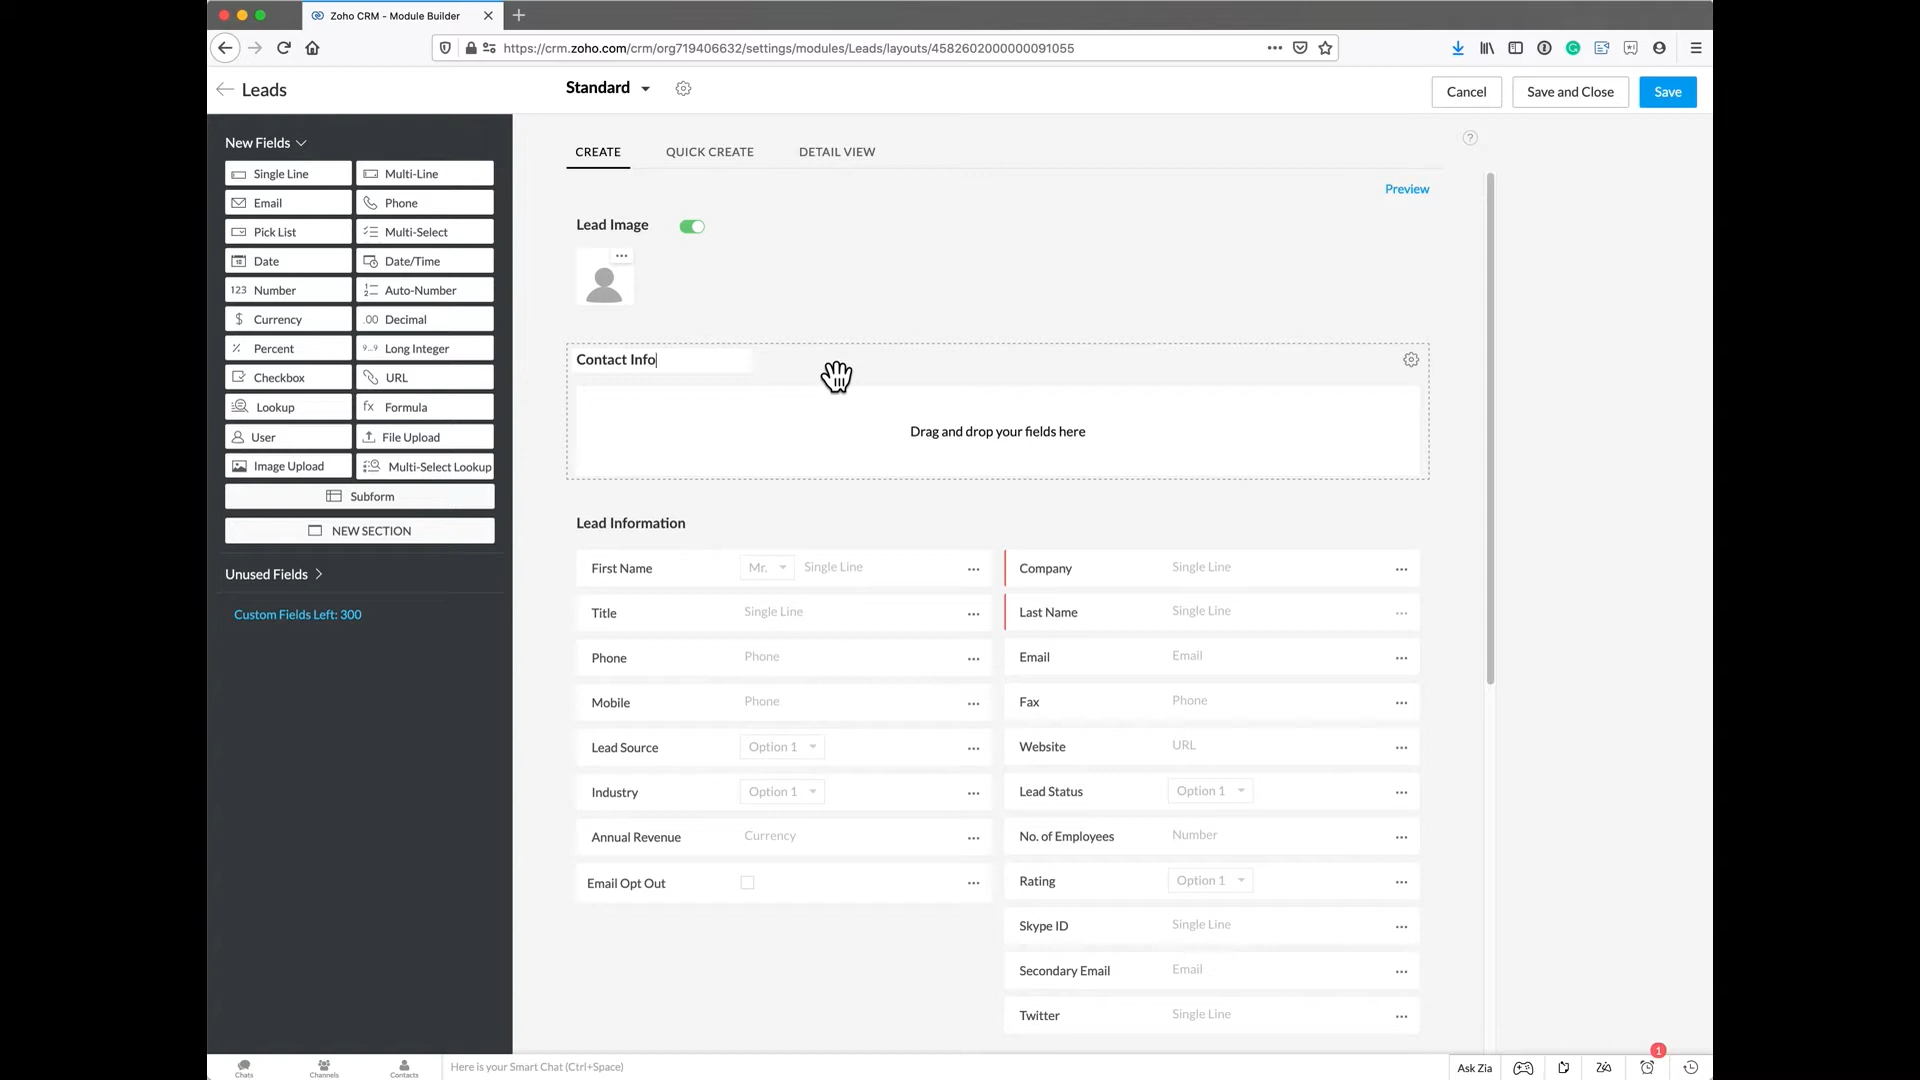 Zoho CRM - Module Builder
https://crm.zoho.com/crm/org719406632/settings/modules/Leads/layouts/4582602000000091055
Leads
Standard
Cancel
Save and Close
Save
New Fields
Single Line
Multi-Line
Email
Phone
Pick List
Multi-Select
Date
Date/Time
123 Number
Auto-Number
$ Currency
.00 Decimal
% Percent
9...9 Long Integer
Checkbox
URL
Lookup
fx Formula
User
File Upload
Image Upload
Multi-Select Lookup
Subform
NEW SECTION
Unused Fields
Custom Fields Left: 300
CREATE
QUICK CREATE
DETAIL VIEW
?
Preview
Lead Image
Contact Info
Drag and drop your fields here
Lead Information
First Name Mr. Single Line
Company Single Line
Title Single Line
Last Name Single Line
Phone Phone
Email Email
Mobile Phone
Fax Phone
Lead Source Option 1
Website URL
Industry Option 1
Lead Status Option 1
Annual Revenue Currency
No. of Employees Number
Email Opt Out
Rating Option 1
Skype ID Single Line
Secondary Email Email
Twitter Single Line
Chats
Channels
Contacts
Here is your Smart Chat (Ctrl+Space)
Ask Zia
1